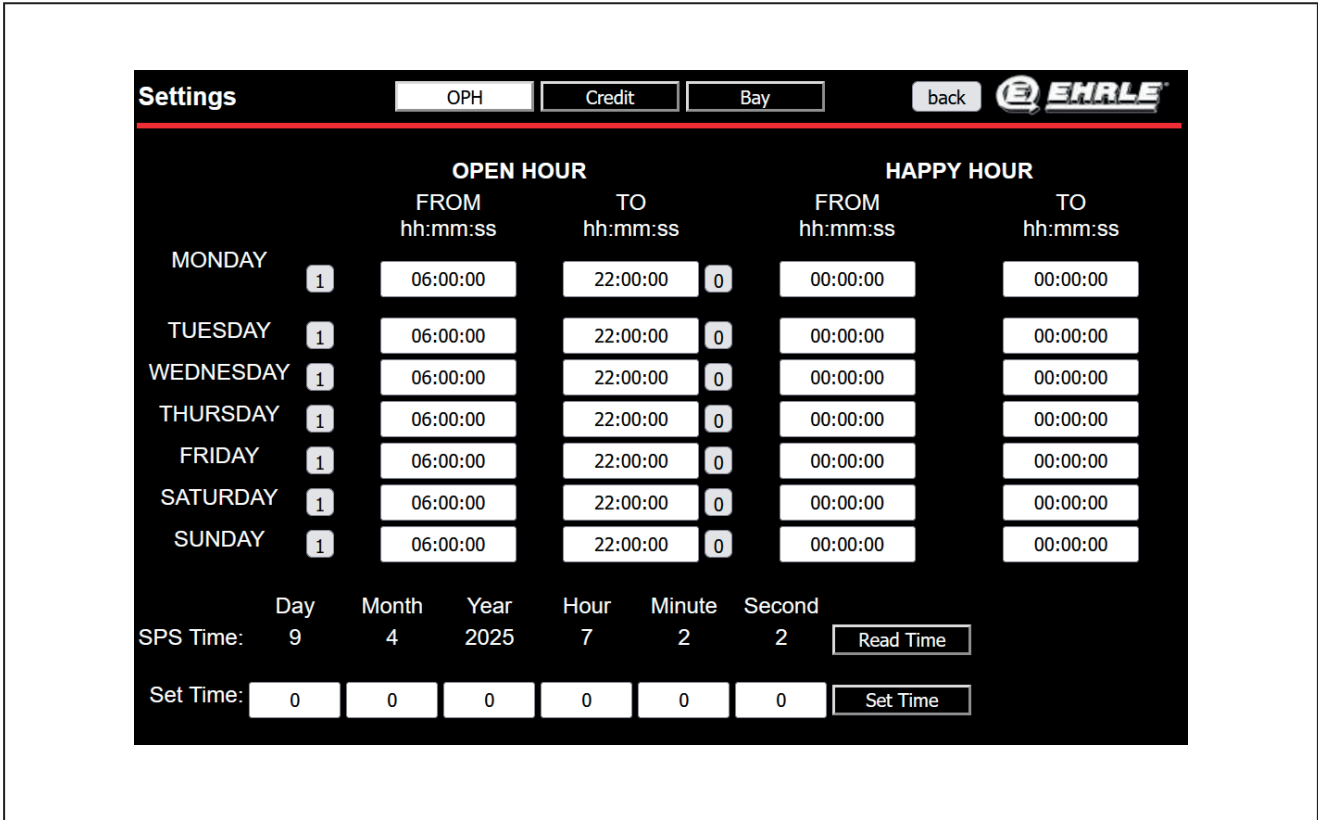 Settings OPH Credit Bay back EHRLE
OPEN HOUR HAPPY HOUR
FROM TO FROM TO
hh:mm:ss hh:mm:ss hh:mm:ss hh:mm:ss
MONDAY 1 06:00:00 22:00:00 0 00:00:00 00:00:00
TUESDAY 1 06:00:00 22:00:00 0 00:00:00 00:00:00
WEDNESDAY 1 06:00:00 22:00:00 0 00:00:00 00:00:00
THURSDAY 1 06:00:00 22:00:00 0 00:00:00 00:00:00
FRIDAY 1 06:00:00 22:00:00 0 00:00:00 00:00:00
SATURDAY 1 06:00:00 22:00:00 0 00:00:00 00:00:00
SUNDAY 1 06:00:00 22:00:00 0 00:00:00 00:00:00
Day Month Year Hour Minute Second
SPS Time: 9 4 2025 7 2 2 Read Time
Set Time: 0 0 0 0 0 0 Set Time